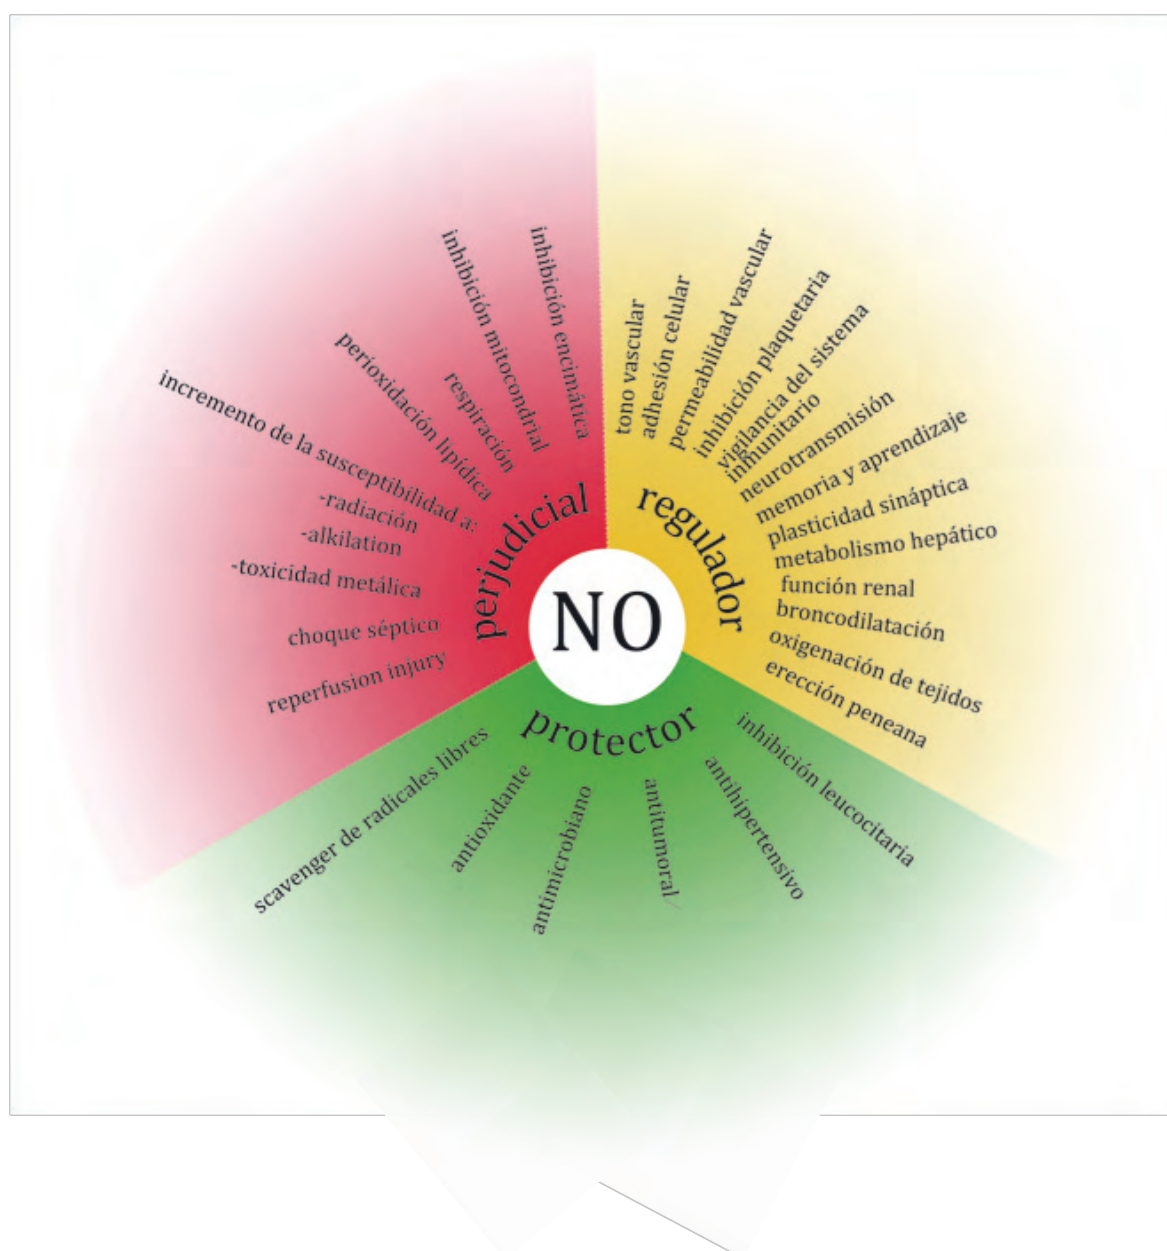 NO
perjudicial
inhibición encimática
inhibición mitocondrial
respiración
perioxidación lipídica
incremento de la susceptibilidad a:
-radiación
-alkilation
-toxicidad metálica
choque séptico
reperfusion injury
regulador
tono vascular
adhesión celular
permeabilidad vascular
inhibición plaquetaria
vigilancia del sistema
inmunitario
neurotransmisión
memoria y aprendizaje
plasticidad sináptica
metabolismo hepático
función renal
broncodilatación
oxigenación de tejidos
erección peneana
protector
inhibición leucocitaria
antihipertensivo
antitumoral/
antimicrobiano
antioxidante
scavenger de radicales libres